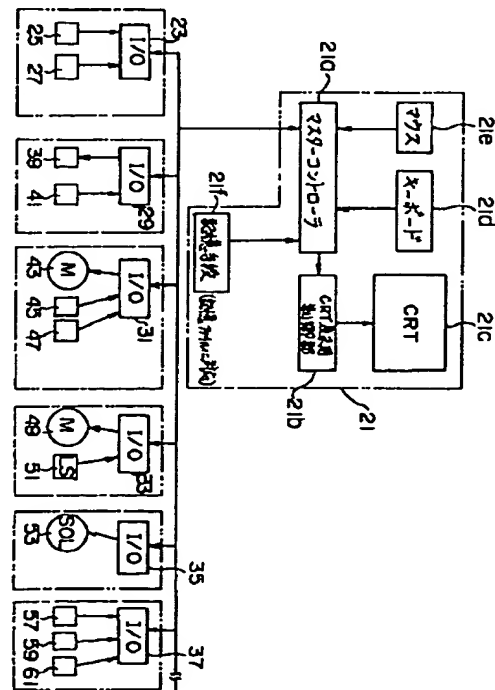 21e
マウス
21d
キーボード
CRT
21c
21a
マスターコントローラ
CRT表示用
制御部
21b
21f
21
I/O
23
25
27
I/O
29
39
41
I/O
31
M
43
45
47
I/O
33
M
49
LS
51
I/O
35
SOL
53
I/O
37
57
59
61